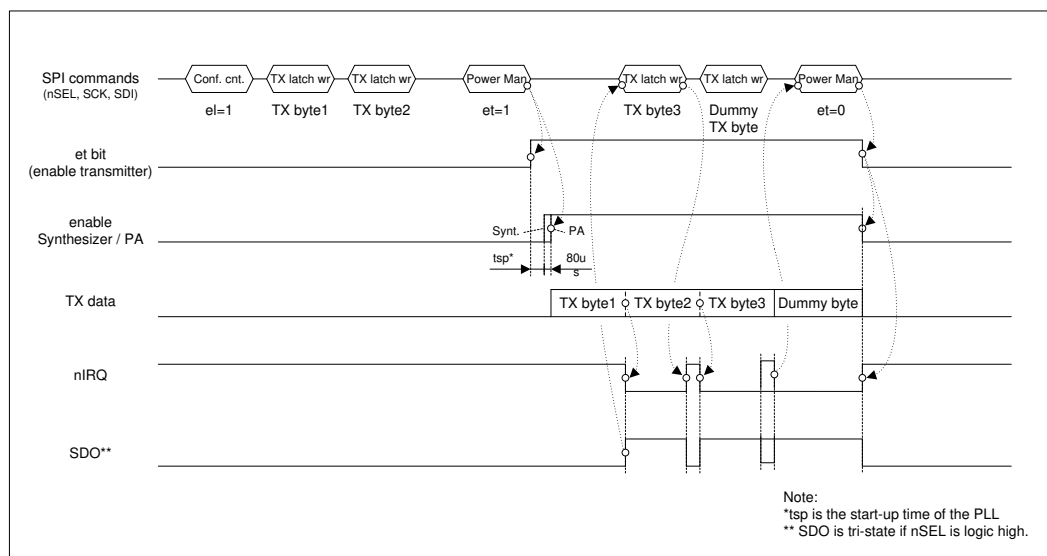 SPI commands
(nSEL, SCK, SDI)
Conf. cnt.
TX latch wr
TX latch wr
Power Man
TX latch wr
TX latch wr
Power Man
el=1
TX byte1
TX byte2
et=1
TX byte3
Dummy
TX byte
et=0
et bit
(enable transmitter)
enable
Synthesizer / PA
Synt.
PA
tsp*
80u
s
TX data
TX byte1
TX byte2
TX byte3
Dummy byte
nIRQ
SDO**
Note:
*tsp is the start-up time of the PLL
** SDO is tri-state if nSEL is logic high.